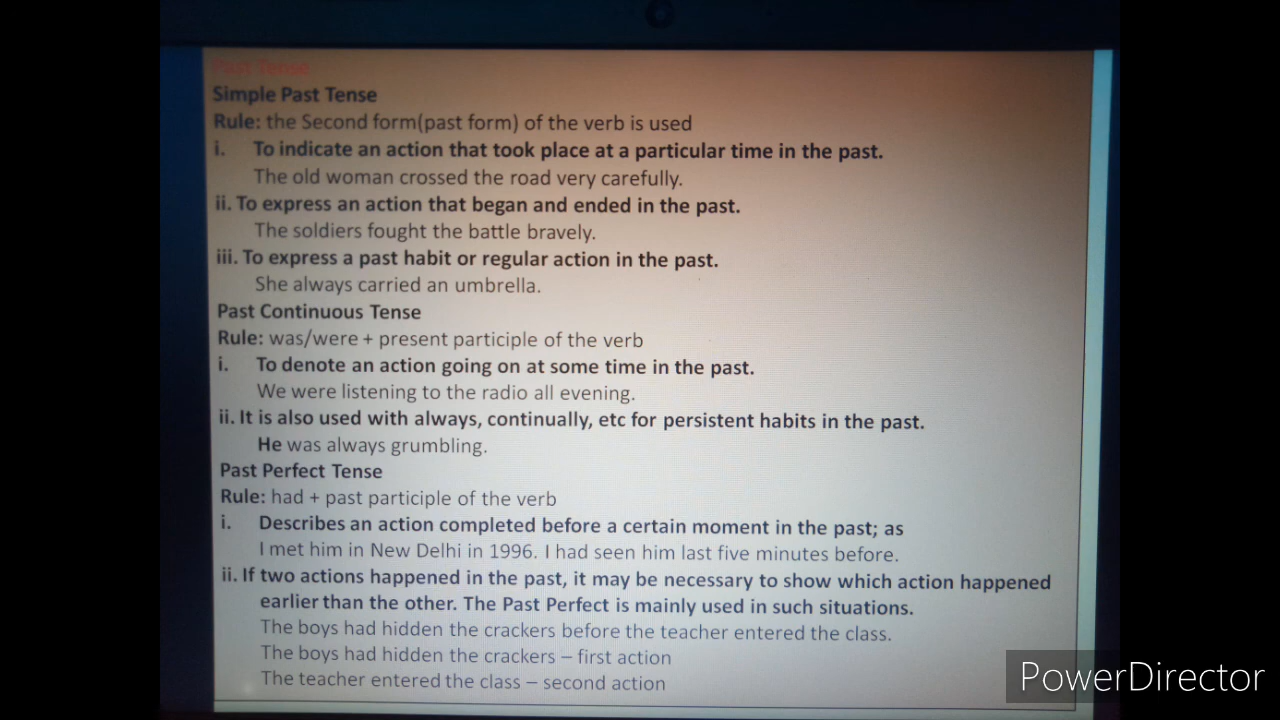 Past Tense
Simple Past Tense
Rule: the Second form(past form) of the verb is used
i. To indicate an action that took place at a particular time in the past.
The old woman crossed the road very carefully.
ii. To express an action that began and ended in the past.
The soldiers fought the battle bravely.
iii. To express a past habit or regular action in the past.
She always carried an umbrella.
Past Continuous Tense
Rule: was/were + present participle of the verb
i. To denote an action going on at some time in the past.
We were listening to the radio all evening.
ii. It is also used with always, continually, etc for persistent habits in the past.
He was always grumbling.
Past Perfect Tense
Rule: had + past participle of the verb
i. Describes an action completed before a certain moment in the past; as
I met him in New Delhi in 1996. I had seen him last five minutes before.
ii. If two actions happened in the past, it may be necessary to show which action happened
earlier than the other. The Past Perfect is mainly used in such situations.
The boys had hidden the crackers before the teacher entered the class.
The boys had hidden the crackers – first action
The teacher entered the class – second action
PowerDirector